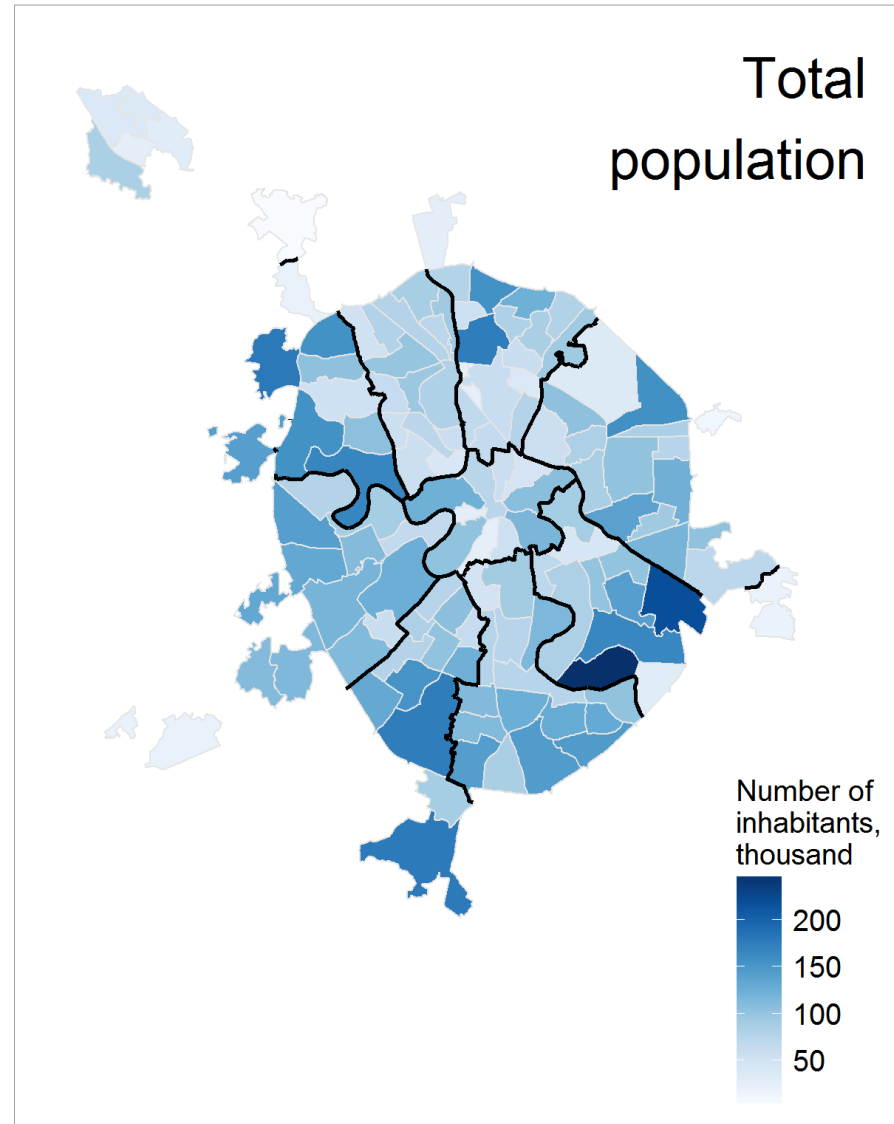 Total
population
Number of
inhabitants,
thousand
200
150
100
50